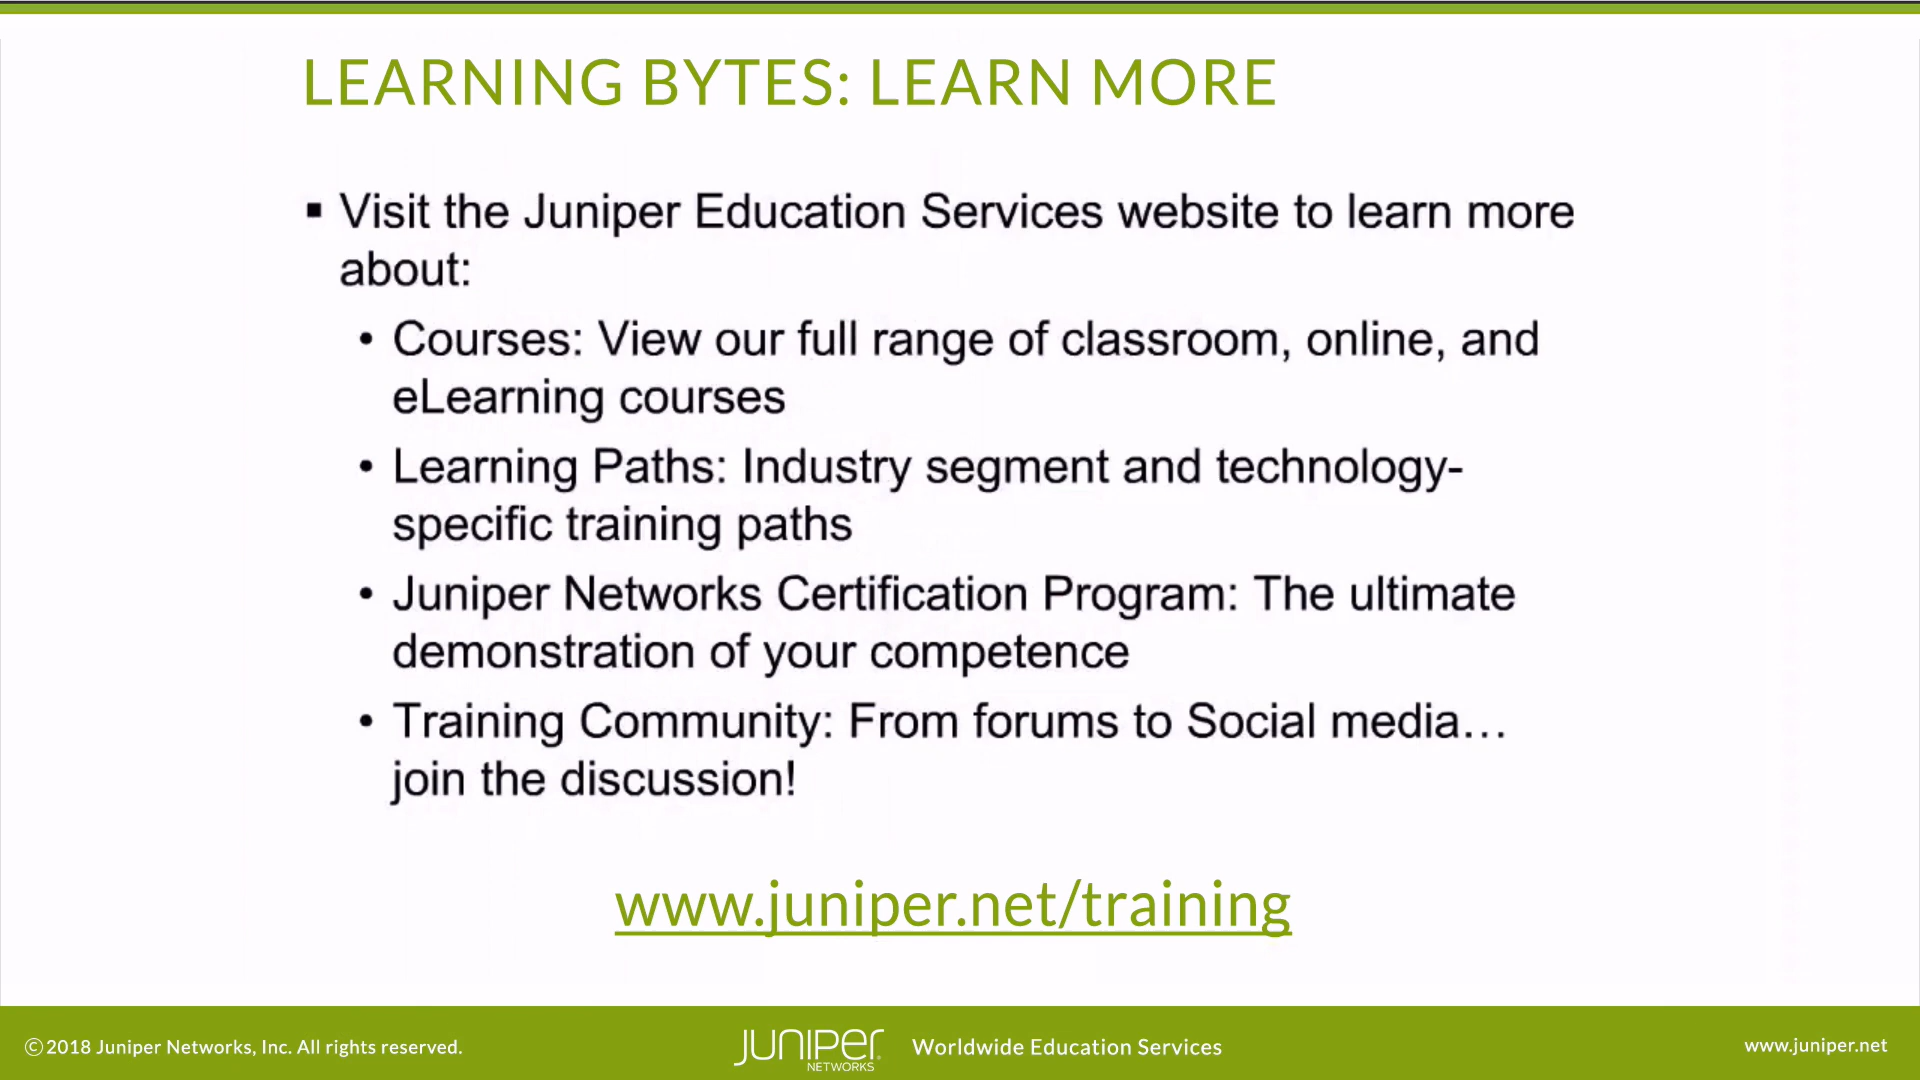 LEARNING BYTES: LEARN MORE
▪ Visit the Juniper Education Services website to learn more
about:
• Courses: View our full range of classroom, online, and
eLearning courses
• Learning Paths: Industry segment and technology-
specific training paths
• Juniper Networks Certification Program: The ultimate
demonstration of your competence
• Training Community: From forums to Social media…
join the discussion!
www.juniper.net/training
©2018 Juniper Networks, Inc. All rights reserved.
JUNIPER
NETWORKS
Worldwide Education Services
www.juniper.net